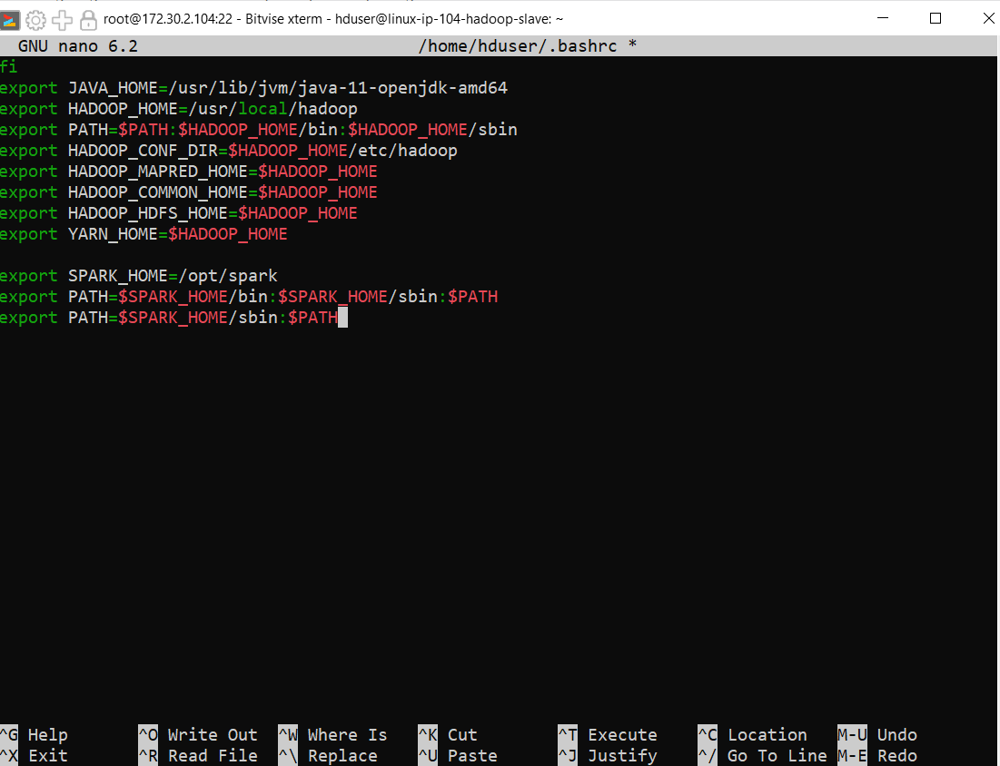 root@172.30.2.104:22 - Bitvise xterm - hduser@linux-ip-104-hadoop-slave: ~
GNU nano 6.2 /home/hduser/.bashrc *
fi
export JAVA_HOME=/usr/lib/jvm/java-11-openjdk-amd64
export HADOOP_HOME=/usr/local/hadoop
export PATH=$PATH:$HADOOP_HOME/bin:$HADOOP_HOME/sbin
export HADOOP_CONF_DIR=$HADOOP_HOME/etc/hadoop
export HADOOP_MAPRED_HOME=$HADOOP_HOME
export HADOOP_COMMON_HOME=$HADOOP_HOME
export HADOOP_HDFS_HOME=$HADOOP_HOME
export YARN_HOME=$HADOOP_HOME
export SPARK_HOME=/opt/spark
export PATH=$SPARK_HOME/bin:$SPARK_HOME/sbin:$PATH
export PATH=$SPARK_HOME/sbin:$PATH
^G Help ^O Write Out ^W Where Is ^K Cut ^T Execute ^C Location M-U Undo
^X Exit ^R Read File ^\ Replace ^U Paste ^J Justify ^/ Go To Line M-E Redo